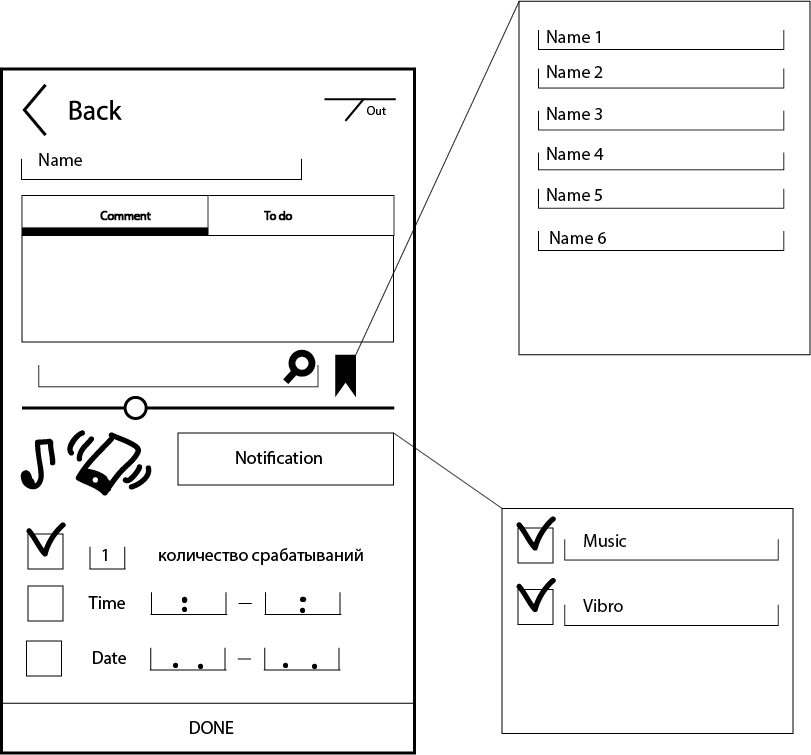 Back
Out
Name
Comment
To do
Notification
1 количество срабатываний
Time : – :
Date . . – . .
DONE
Name 1
Name 2
Name 3
Name 4
Name 5
Name 6
Music
Vibro